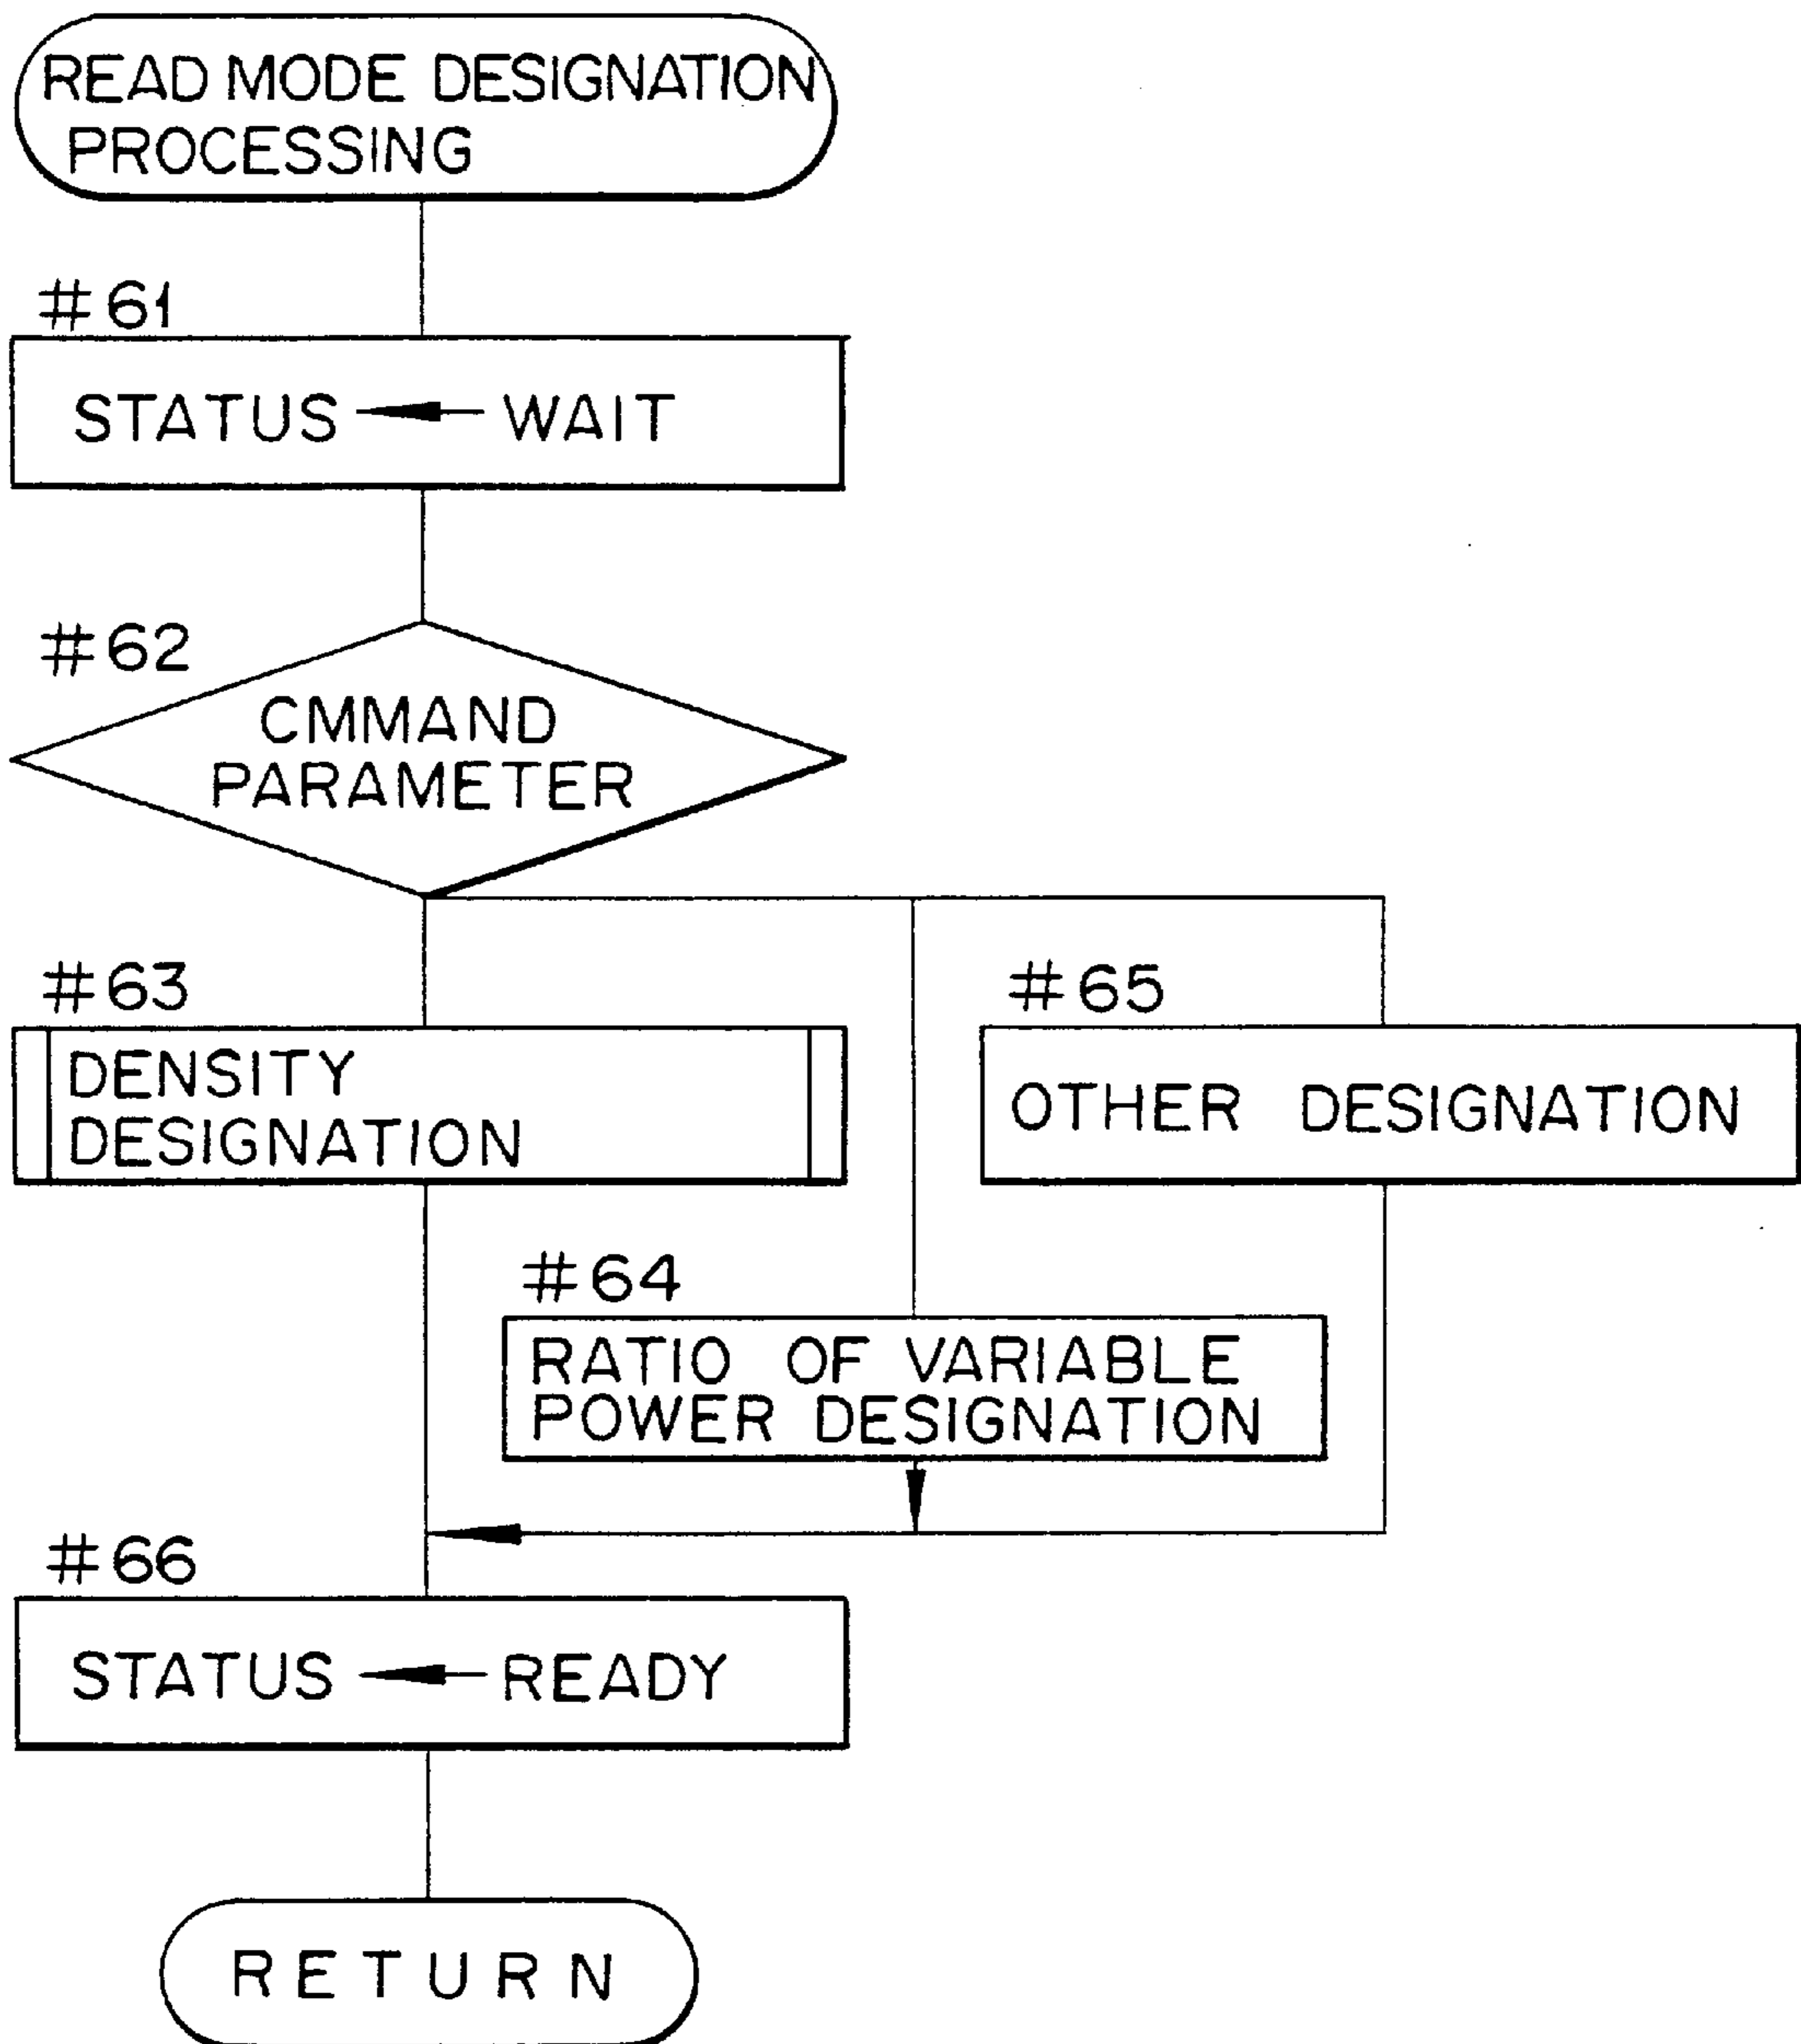 READ MODE DESIGNATION
PROCESSING
#61
STATUS ← WAIT
#62
CMMAND
PARAMETER
#63
DENSITY
DESIGNATION
#65
OTHER DESIGNATION
#64
RATIO OF VARIABLE
POWER DESIGNATION
#66
STATUS ← READY
RETURN